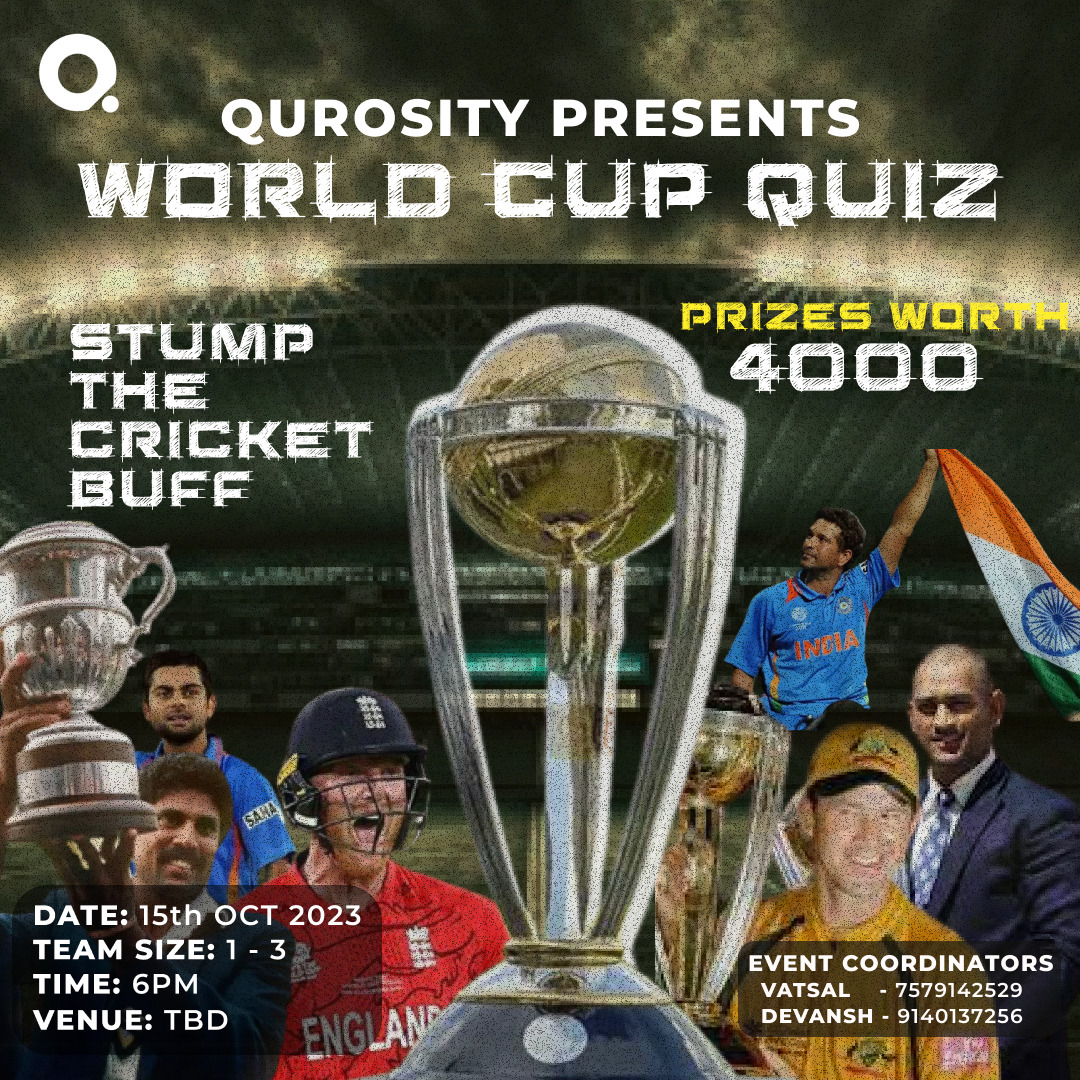 Q.
QUROSITY PRESENTS
WORLD CUP QUIZ
STUMP
THE
CRICKET
BUFF
PRIZES WORTH
4000
INDIA
SAHA
ENGLAND
DATE: 15th OCT 2023
TEAM SIZE: 1 - 3
TIME: 6PM
VENUE: TBD
EVENT COORDINATORS
VATSAL - 7579142529
DEVANSH - 9140137256